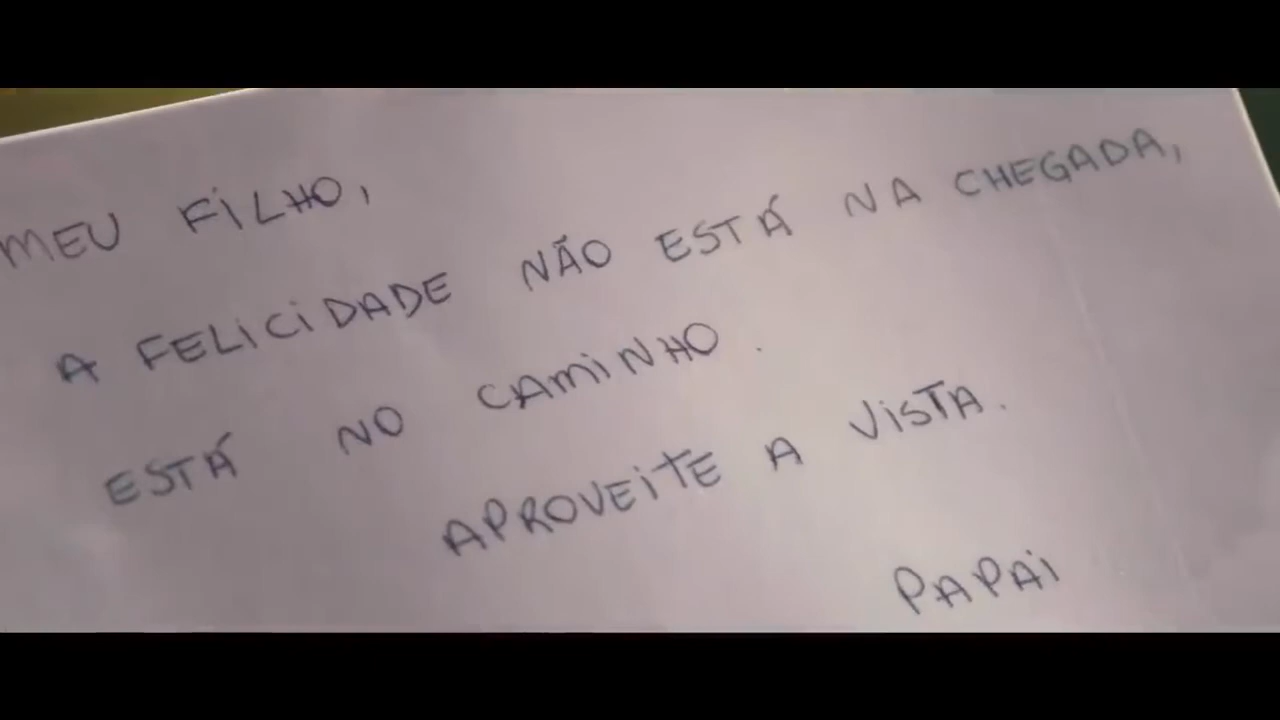 MEU FILHO,
A FELICIDADE NÃO ESTÁ NA CHEGADA,
ESTÁ NO CAMINHO.
APROVEITE A VISTA.
PAPAI